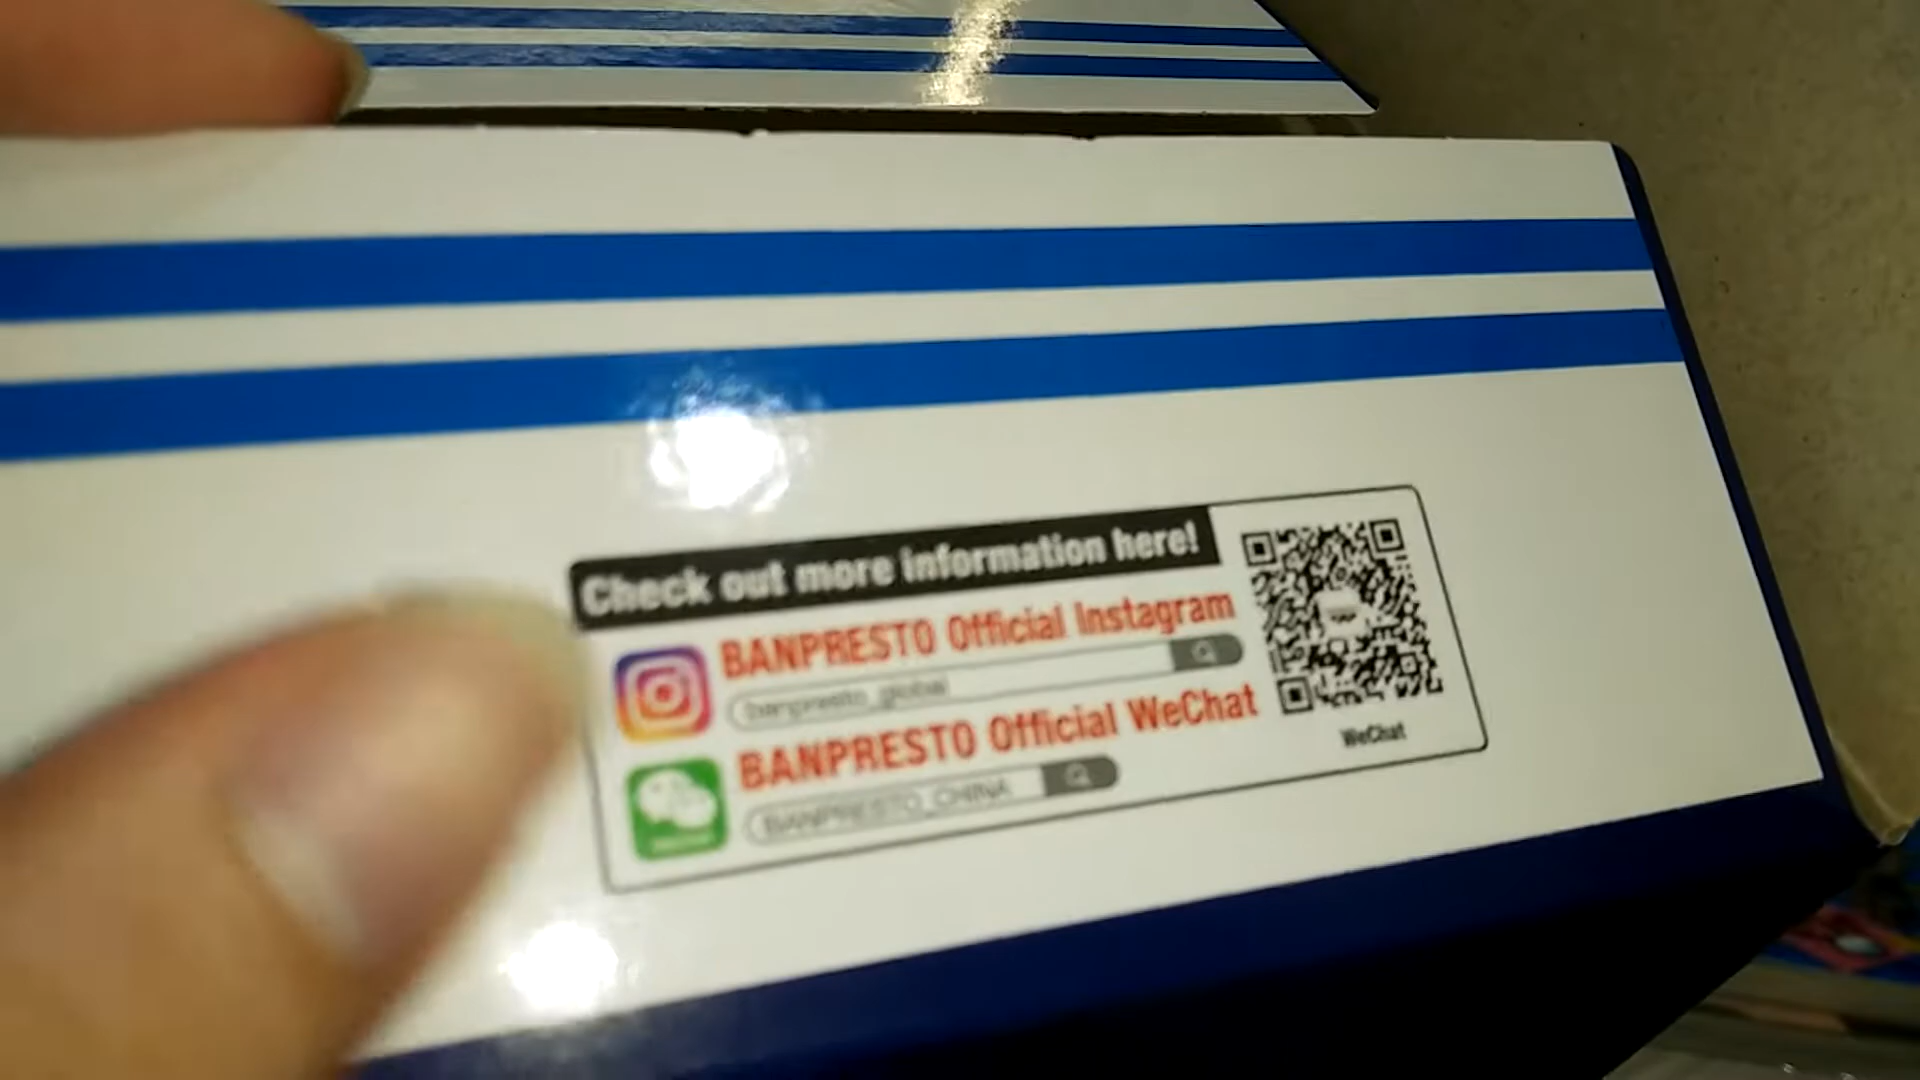 Check out more information here!
BANPRESTO Official Instagram
banpresto_global
BANPRESTO Official WeChat
BANPRESTO_CHINA
WeChat